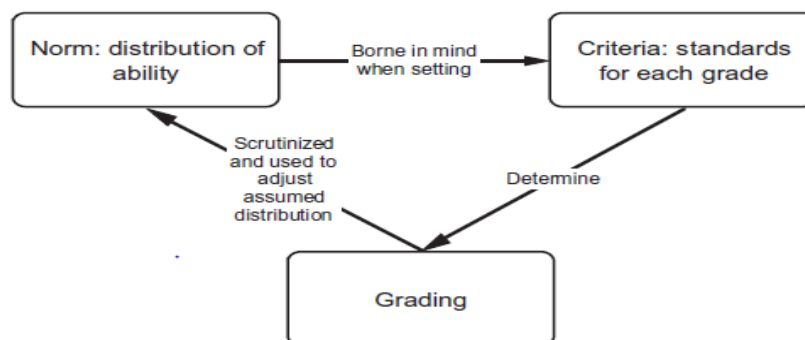 Norm: distribution of
ability
Borne in mind
when setting
Criteria: standards
for each grade
Scrutinized
and used to
adjust
assumed
distribution
Determine
Grading